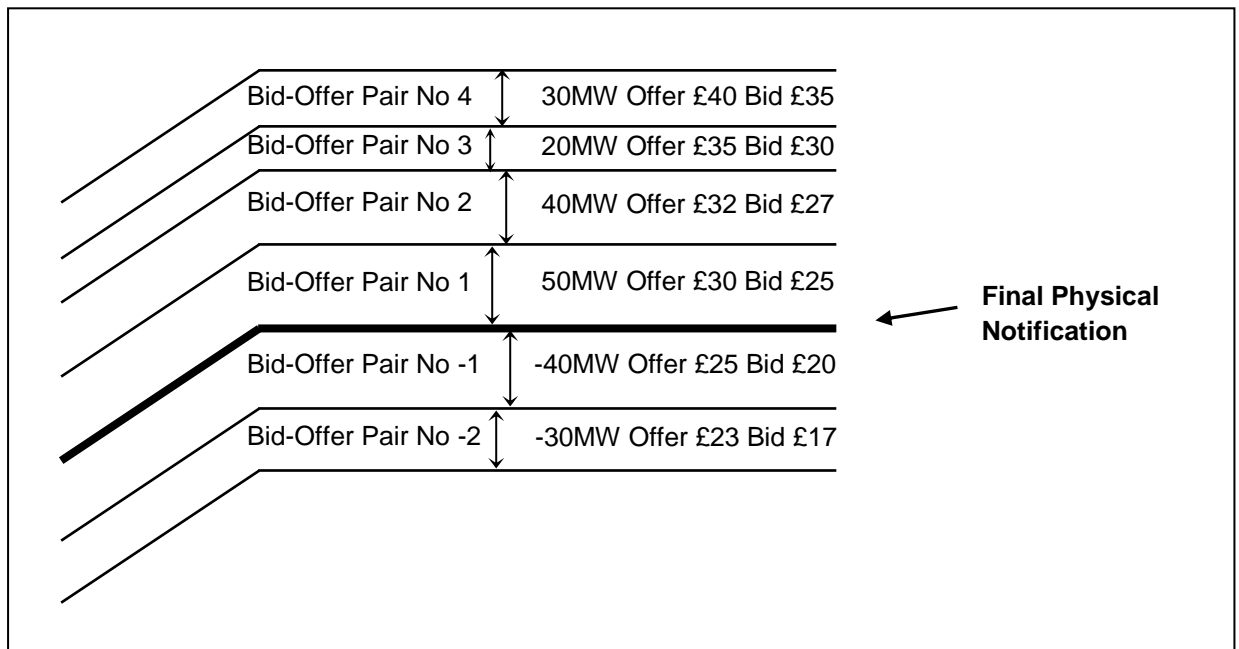 Bid-Offer Pair No 4 30MW Offer £40 Bid £35
Bid-Offer Pair No 3 20MW Offer £35 Bid £30
Bid-Offer Pair No 2 40MW Offer £32 Bid £27
Bid-Offer Pair No 1 50MW Offer £30 Bid £25
Final Physical
Notification
Bid-Offer Pair No -1 -40MW Offer £25 Bid £20
Bid-Offer Pair No -2 -30MW Offer £23 Bid £17